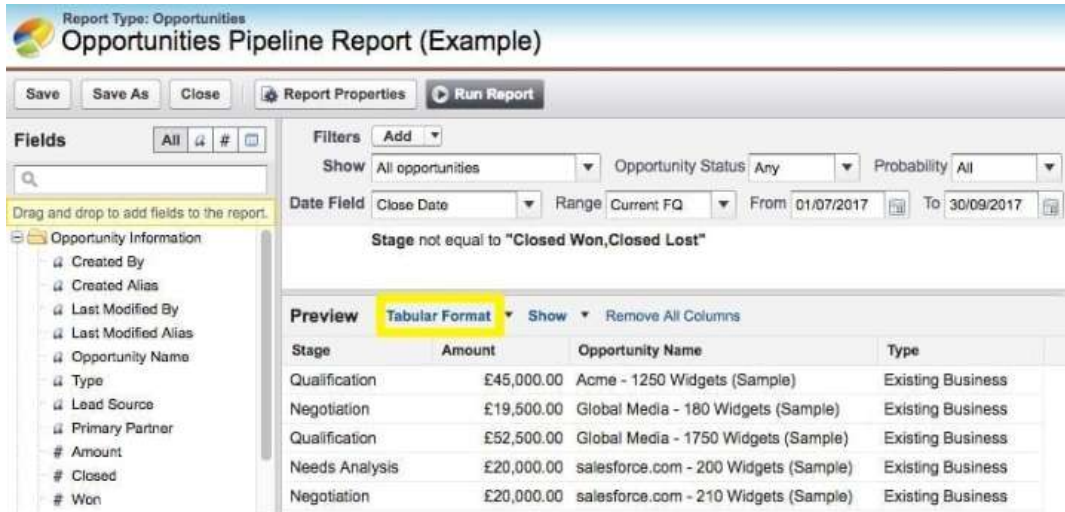 Report Type: Opportunities
Opportunities Pipeline Report (Example)
Save Save As Close Report Properties Run Report
Fields All a # Filters Add
Show All opportunities Opportunity Status Any Probability All
Drag and drop to add fields to the report. Date Field Close Date Range Current FQ From 01/07/2017 To 30/09/2017
Opportunity Information Stage not equal to "Closed Won,Closed Lost"
a Created By
a Created Alias
a Last Modified By Preview Tabular Format Show Remove All Columns
a Last Modified Alias Stage Amount Opportunity Name Type
a Opportunity Name
a Type Qualification £45,000.00 Acme - 1250 Widgets (Sample) Existing Business
a Lead Source Negotiation £19,500.00 Global Media - 180 Widgets (Sample) Existing Business
a Primary Partner Qualification £52,500.00 Global Media - 1750 Widgets (Sample) Existing Business
# Amount
# Closed Needs Analysis £20,000.00 salesforce.com - 200 Widgets (Sample) Existing Business
# Won Negotiation £20,000.00 salesforce.com - 210 Widgets (Sample) Existing Business